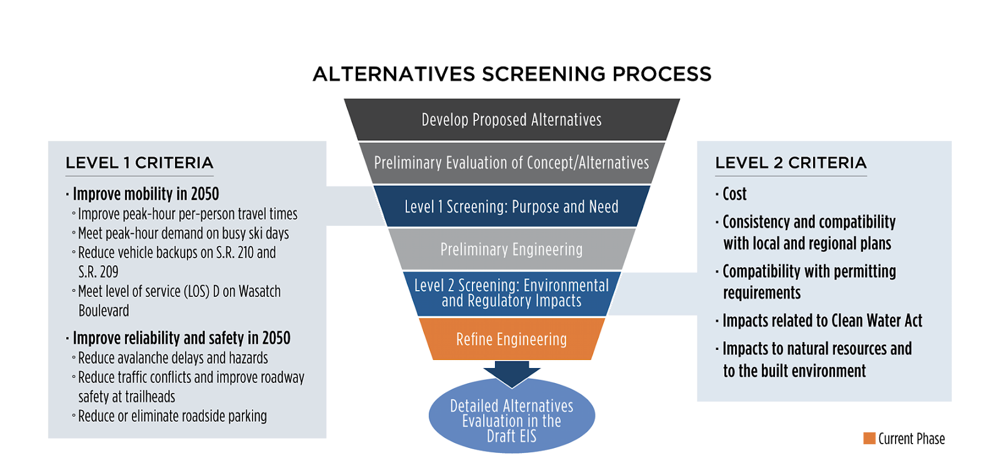 ALTERNATIVES SCREENING PROCESS
Develop Proposed Alternatives
Preliminary Evaluation of Concept/Alternatives
Level 1 Screening: Purpose and Need
Preliminary Engineering
Level 2 Screening: Environmental
and Regulatory Impacts
Refine Engineering
Detailed Alternatives
Evaluation in the
Draft EIS
LEVEL 1 CRITERIA
· Improve mobility in 2050
◦ Improve peak-hour per-person travel times
◦ Meet peak-hour demand on busy ski days
◦ Reduce vehicle backups on S.R. 210 and
S.R. 209
◦ Meet level of service (LOS) D on Wasatch
Boulevard
· Improve reliability and safety in 2050
◦ Reduce avalanche delays and hazards
◦ Reduce traffic conflicts and improve roadway
safety at trailheads
◦ Reduce or eliminate roadside parking
LEVEL 2 CRITERIA
· Cost
· Consistency and compatibility
with local and regional plans
· Compatibility with permitting
requirements
· Impacts related to Clean Water Act
· Impacts to natural resources and
to the built environment
Current Phase